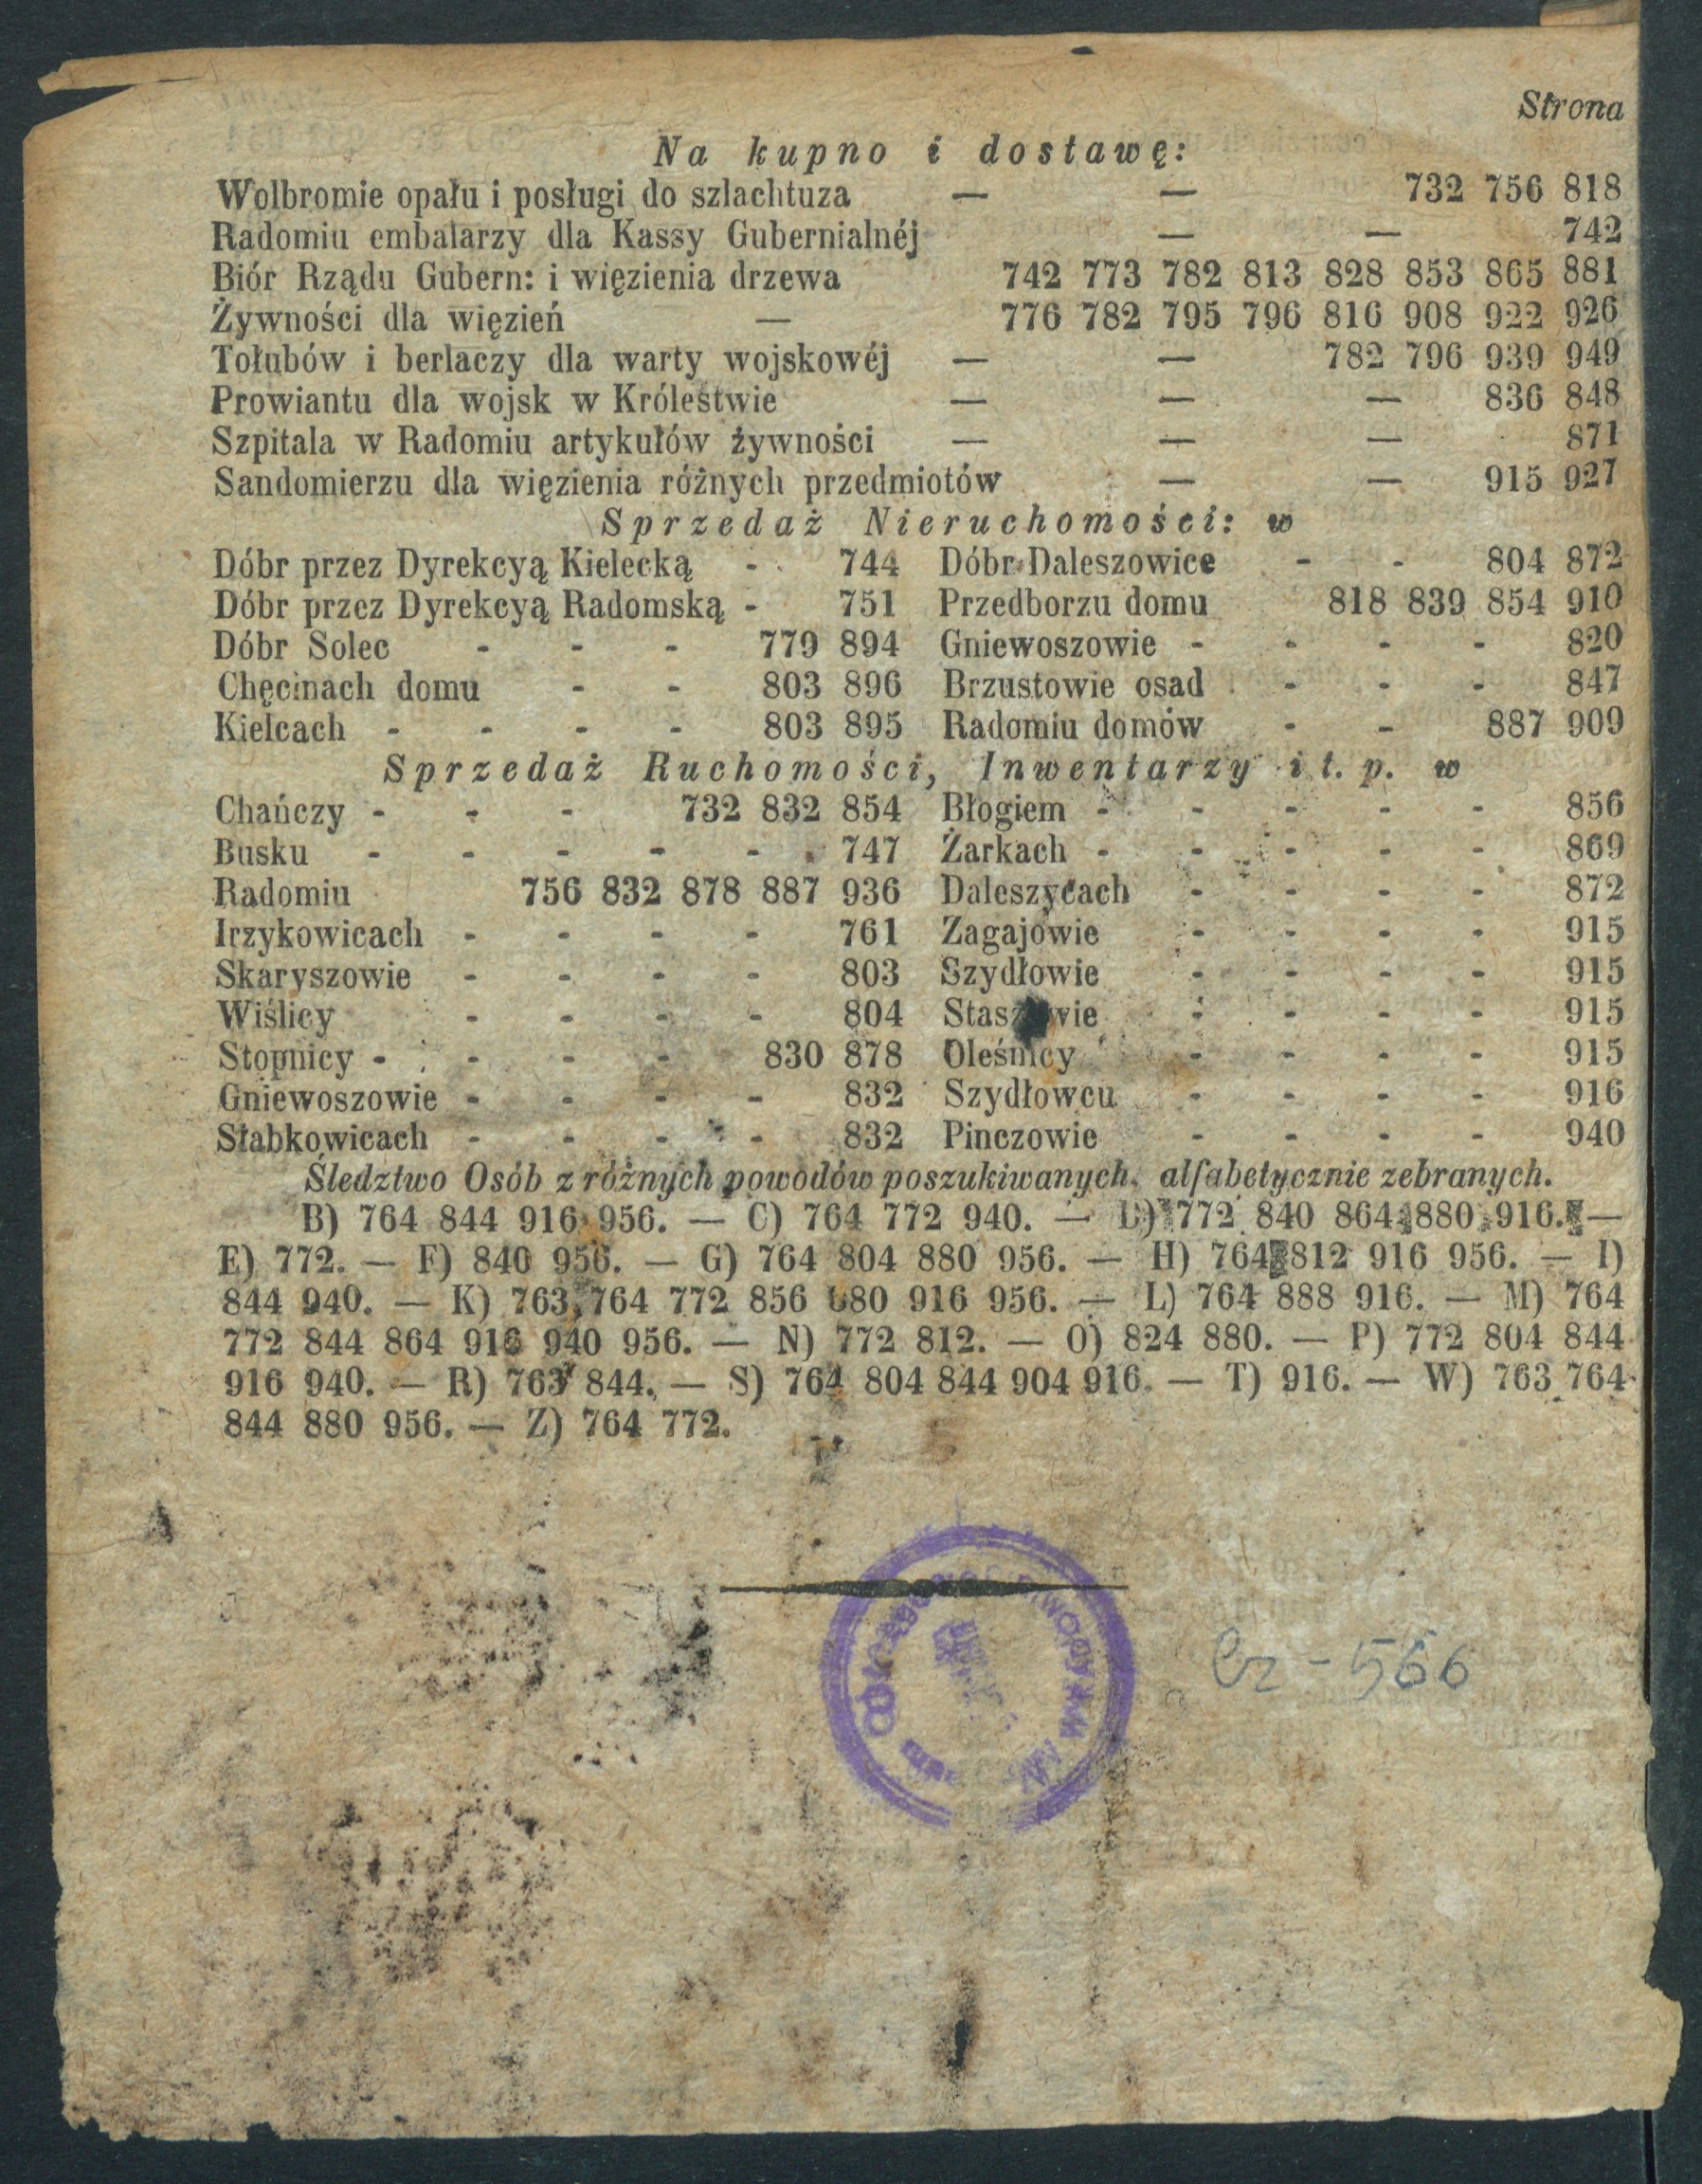 Strona
Na kupno i dostawę:
Wolbromie opału i posługi do szlachtuza — — 732 756 818
Radomiu embalarzy dla Kassy Gubernialnéj — — 742
Biór Rządu Gubern: i więzienia drzewa 742 773 782 813 828 853 865 881
Żywności dla więzień — 776 782 795 796 816 908 922 926
Tołubów i berlaczy dla warty wojskowéj — — 782 796 939 949
Prowiantu dla wojsk w Królestwie — — — 836 848
Szpitala w Radomiu artykułów żywności — — — 871
Sandomierzu dla więzienia różnych przedmiotów — — 915 927
Sprzedaż Nieruchomości: w
Dóbr przez Dyrekcyą Kielecką - - 744 Dóbr Daleszowice - - 804 872
Dóbr przez Dyrekcyą Radomską - 751 Przedborzu domu 818 839 854 910
Dóbr Solec - - - 779 894 Gniewoszowie - - - - 820
Chęcinach domu - - 803 896 Brzustowie osad - - - 847
Kielcach - - - - 803 895 Radomiu domów - - 887 909
Sprzedaż Ruchomości, Inwentarzy i t. p. w
Chańczy - - - 732 832 854 Błogiem - - - - - 856
Busku - - - - - - 747 Żarkach - - - - - 869
Radomiu 756 832 878 887 936 Daleszycach - - - - 872
Irzykowicach - - - - 761 Zagajowie - - - - 915
Skaryszowie - - - - 803 Szydłowie - - - - 915
Wiślicy - - - - 804 Staszowie - - - - 915
Stopnicy - - - - 830 878 Oleśnicy - - - - 915
Gniewoszowie - - - - 832 Szydłowcu - - - - 916
Słabkowicach - - - - 832 Pinczowie - - - - 940
Śledztwo Osób z różnych powodów poszukiwanych, alfabetycznie zebranych.
B) 764 844 916 956. — C) 764 772 940. — D) 772 840 864 880 916. —
E) 772. — F) 840 956. — G) 764 804 880 956. — H) 764 812 916 956. — I)
844 940. — K) 763 764 772 856 880 916 956. — L) 764 888 916. — M) 764
772 844 864 916 940 956. — N) 772 812. — O) 824 880. — P) 772 804 844
916 940. — R) 763 844. — S) 764 804 844 904 916. — T) 916. — W) 763 764
844 880 956. — Z) 764 772.
Cz - 566